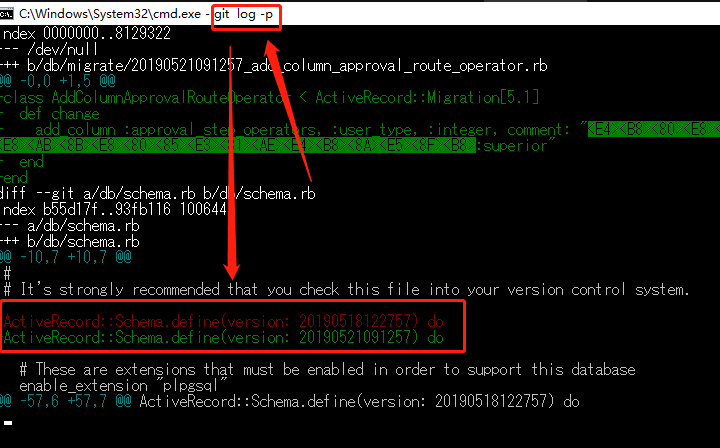 C:\Windows\System32\cmd.exe - git log -p
ndex 0000000..8129322
--- /dev/null
++ b/db/migrate/20190521091257_add_column_approval_route_operator.rb
@@ -0,0 +1,5 @@
class AddColumnApprovalRouteOperator < ActiveRecord::Migration[5.1]
def change
add_column :approval_step_operators, :user_type, :integer, comment: "<E4><B8><80><E8>
<E8><AB><8B><E8><80><85><E3><81><AE><E4><B8><8A><E5><8F><B8>:superior"
end
end
diff --git a/db/schema.rb b/db/schema.rb
ndex b55d17f..93fb116 100644
--- a/db/schema.rb
++ b/db/schema.rb
@@ -10,7 +10,7 @@
#
# It's strongly recommended that you check this file into your version control system.
ActiveRecord::Schema.define(version: 20190518122757) do
ActiveRecord::Schema.define(version: 20190521091257) do
# These are extensions that must be enabled in order to support this database
enable_extension "plpgsql"
@@ -57,6 +57,7 @@ ActiveRecord::Schema.define(version: 20190518122757) do